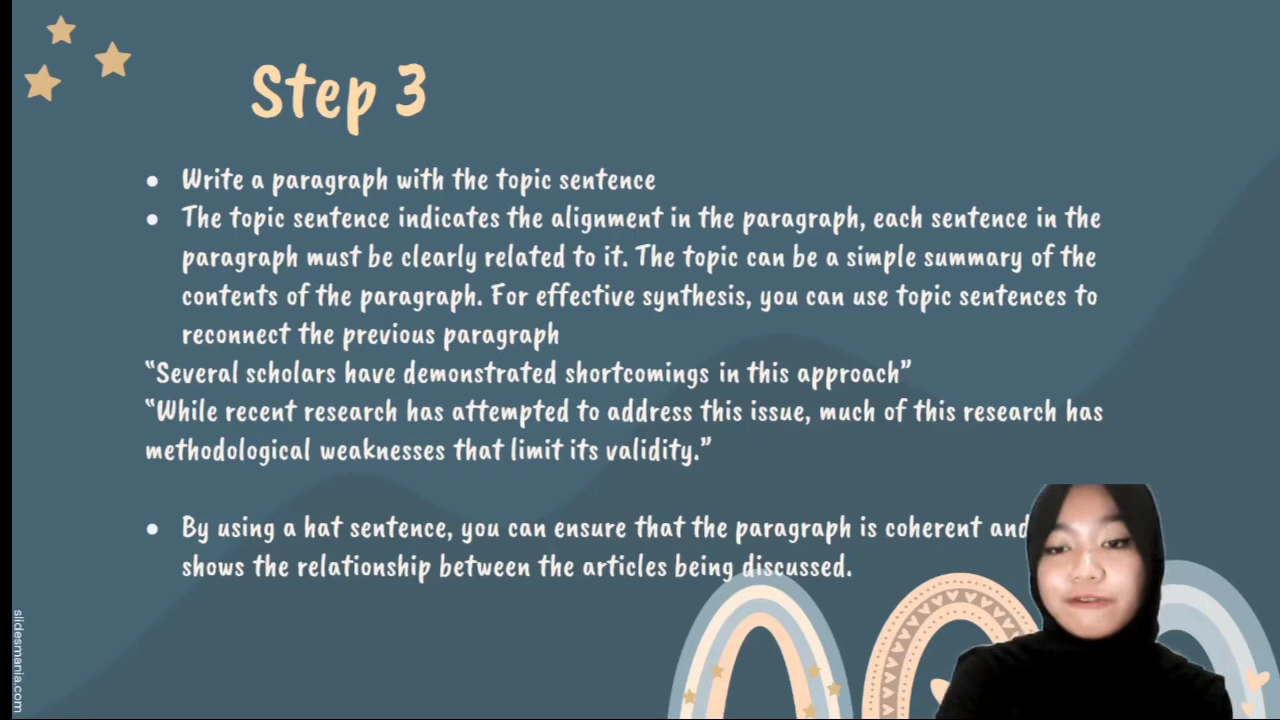 Step 3
● Write a paragraph with the topic sentence
● The topic sentence indicates the alignment in the paragraph, each sentence in the
paragraph must be clearly related to it. The topic can be a simple summary of the
contents of the paragraph. For effective synthesis, you can use topic sentences to
reconnect the previous paragraph
“Several scholars have demonstrated shortcomings in this approach”
“While recent research has attempted to address this issue, much of this research has
methodological weaknesses that limit its validity.”
● By using a hat sentence, you can ensure that the paragraph is coherent and
shows the relationship between the articles being discussed.
slidesmania.com